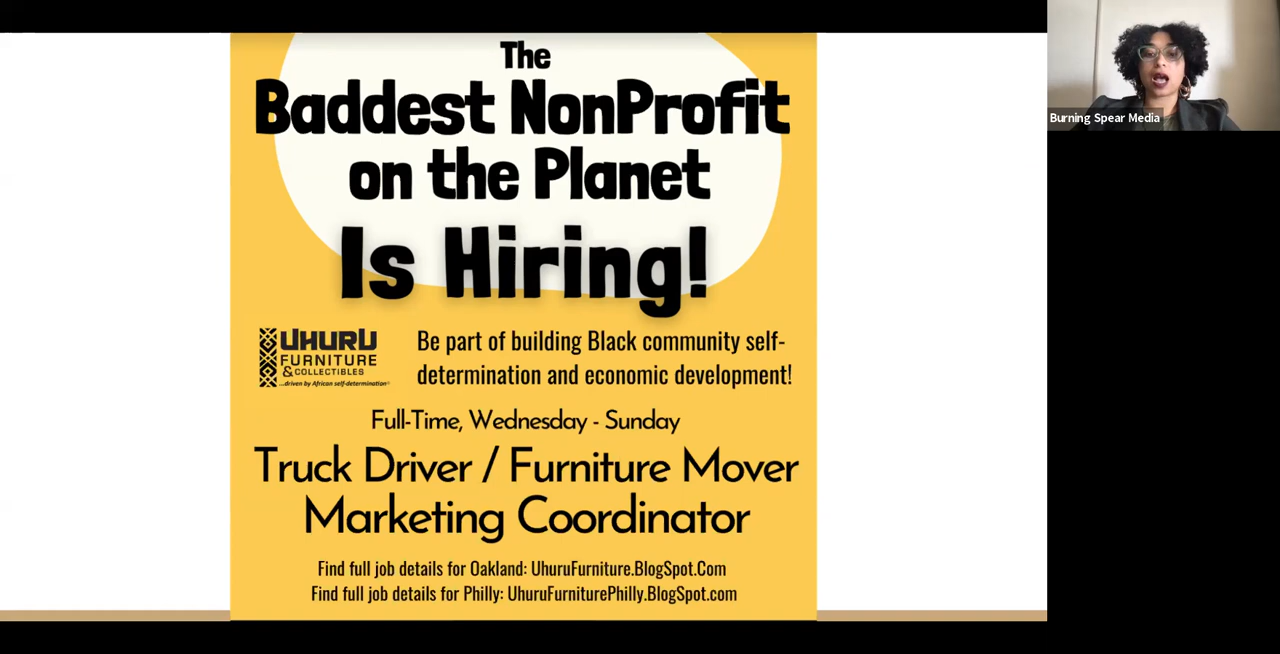 The
Baddest NonProfit
on the Planet
Is Hiring!
UHURU
FURNITURE
& COLLECTIBLES
...driven by African self-determination
Be part of building Black community self-
determination and economic development!
Full-Time, Wednesday - Sunday
Truck Driver / Furniture Mover
Marketing Coordinator
Find full job details for Oakland: UhuruFurniture.BlogSpot.Com
Find full job details for Philly: UhuruFurniturePhilly.BlogSpot.com
Burning Spear Media